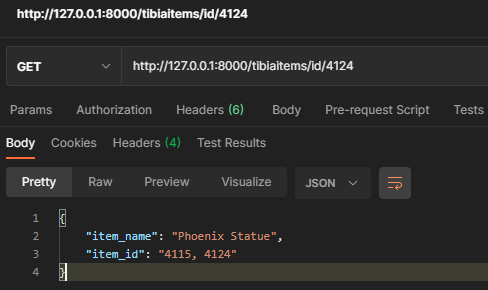 http://127.0.0.1:8000/tibiaitems/id/4124
GET http://127.0.0.1:8000/tibiaitems/id/4124
Params Authorization Headers (6) Body Pre-request Script Tests
Body Cookies Headers (4) Test Results
Pretty Raw Preview Visualize JSON
1 {
2 "item_name": "Phoenix Statue",
3 "item_id": "4115, 4124"
4 }